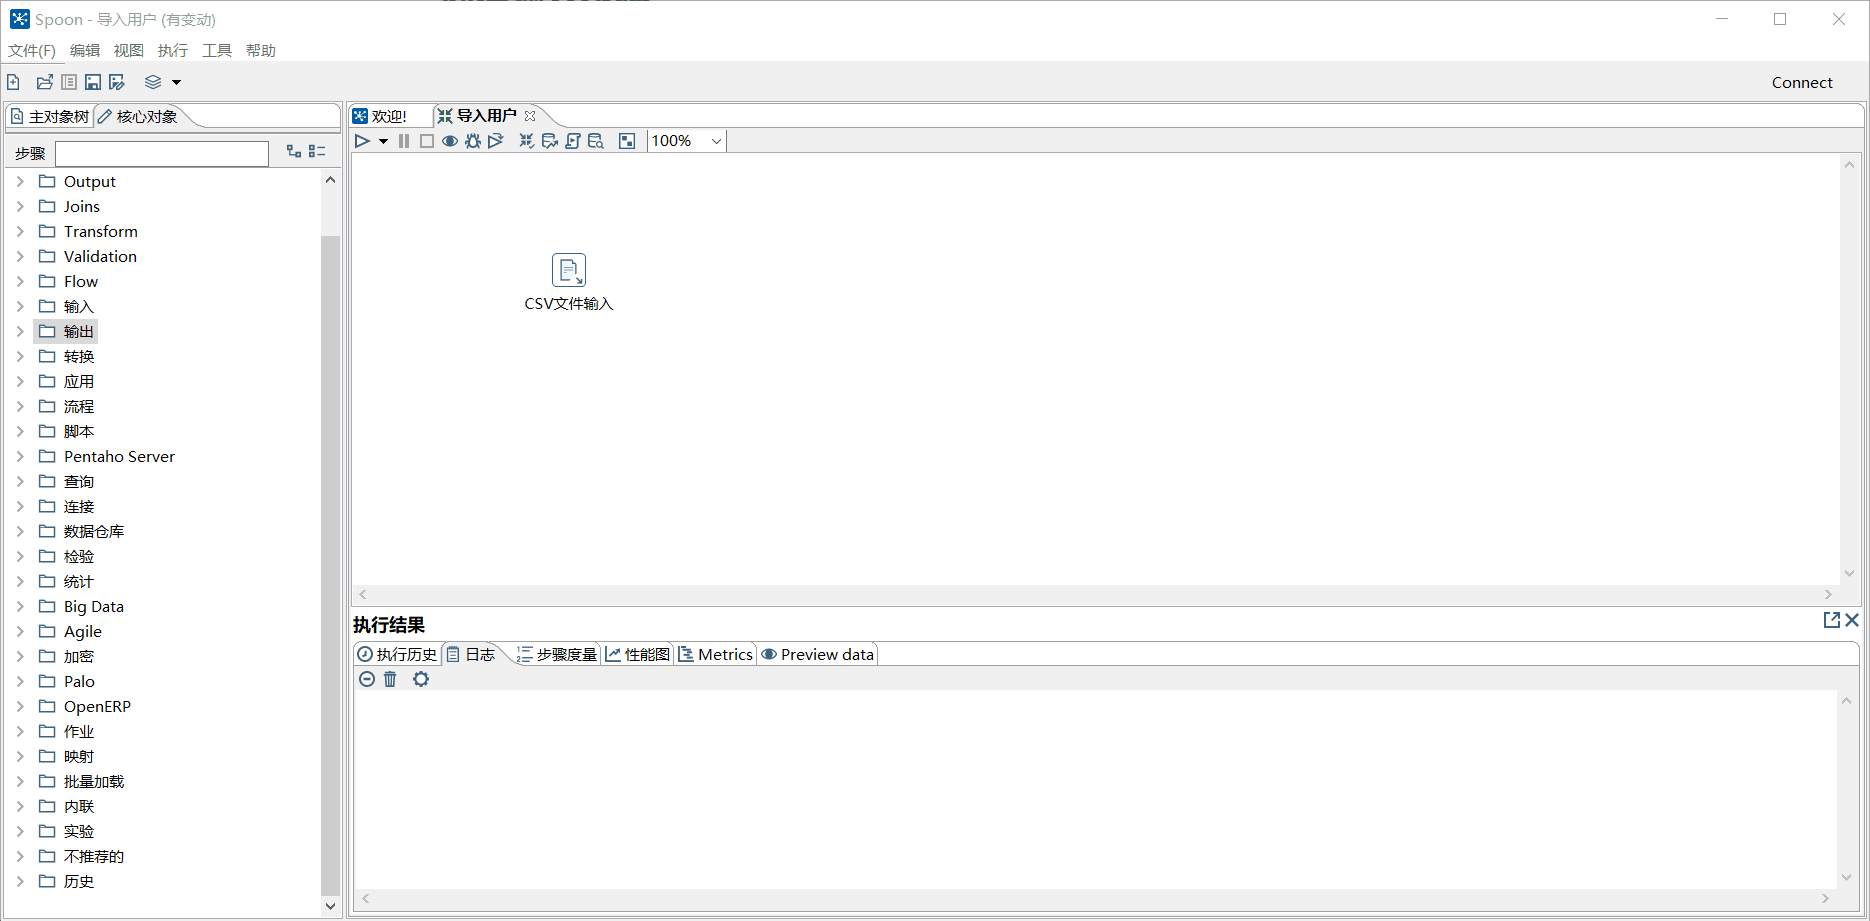 Spoon - 导入用户 (有变动)
文件(F) 编辑 视图 执行 工具 帮助
Connect
主对象树 核心对象
步骤
Output
Joins
Transform
Validation
Flow
输入
输出
转换
应用
流程
脚本
Pentaho Server
查询
连接
数据仓库
检验
统计
Big Data
Agile
加密
Palo
OpenERP
作业
映射
批量加载
内联
实验
不推荐的
历史
欢迎! 导入用户
100%
CSV文件输入
执行结果
执行历史 日志 步骤度量 性能图 Metrics Preview data